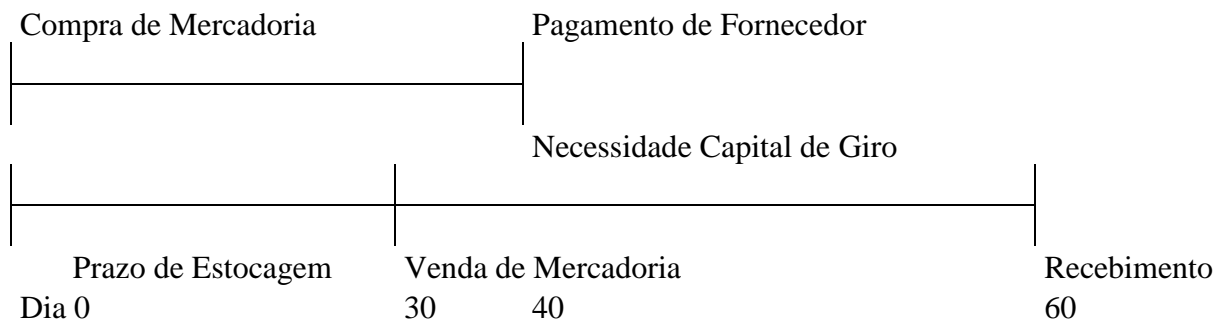 Compra de Mercadoria Pagamento de Fornecedor
Necessidade Capital de Giro
Prazo de Estocagem Venda de Mercadoria Recebimento
Dia 0 30 40 60